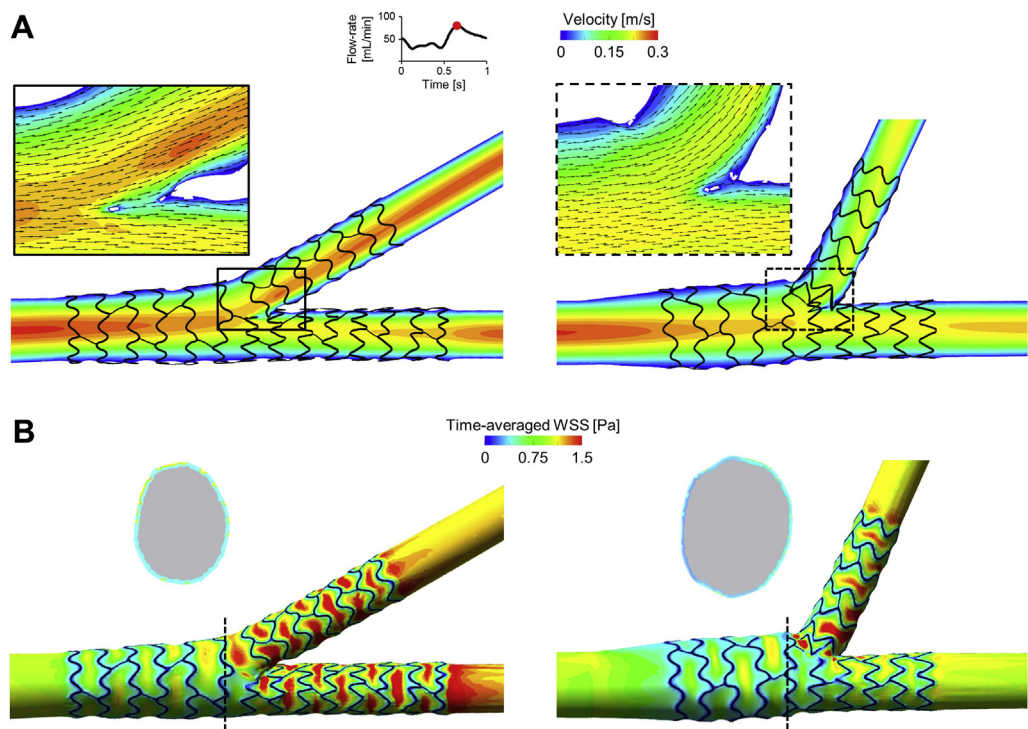 A
Flow-rate
[mL/min]
100
50
0
0
0.5
1
Time [s]
Velocity [m/s]
0 0.15 0.3
B
Time-averaged WSS [Pa]
0 0.75 1.5